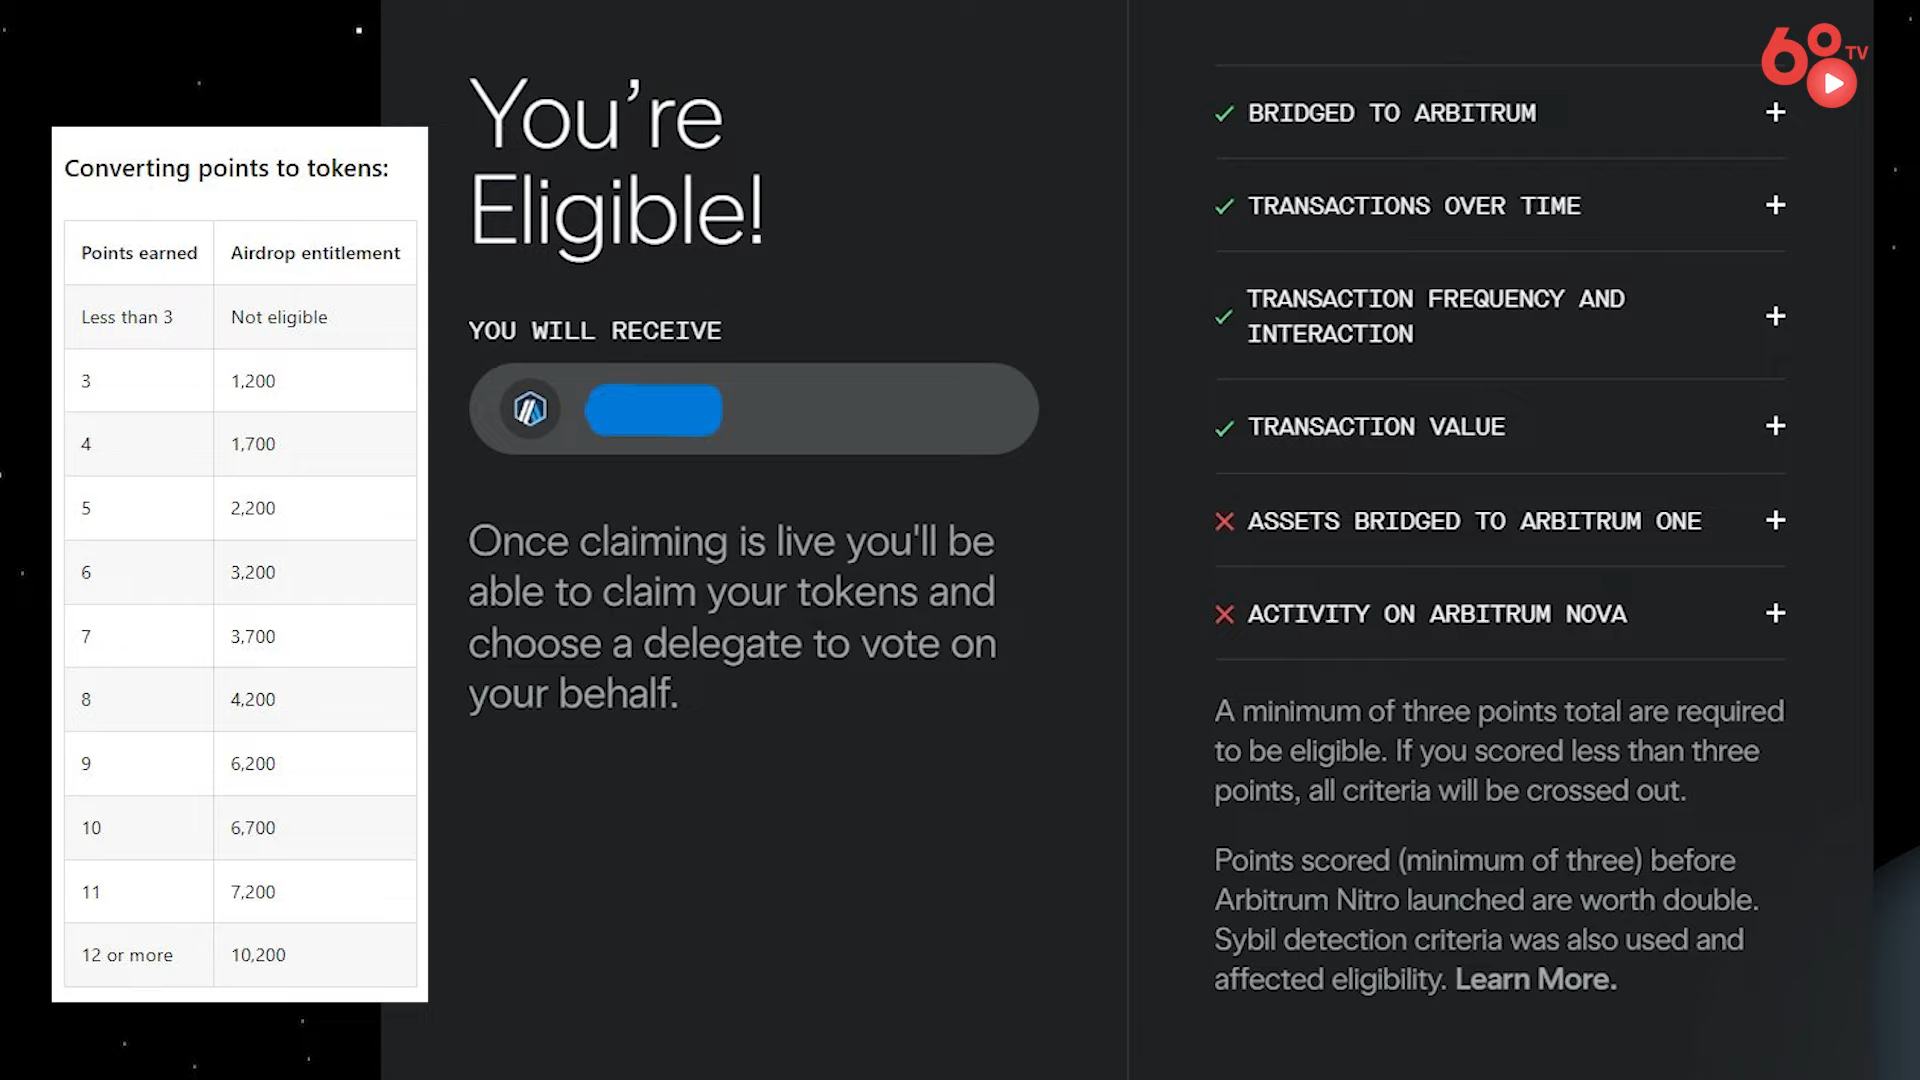 68 TV
Converting points to tokens:
Points earned Airdrop entitlement
Less than 3 Not eligible
3 1,200
4 1,700
5 2,200
6 3,200
7 3,700
8 4,200
9 6,200
10 6,700
11 7,200
12 or more 10,200
You’re
Eligible!
YOU WILL RECEIVE
Once claiming is live you'll be
able to claim your tokens and
choose a delegate to vote on
your behalf.
BRIDGED TO ARBITRUM +
TRANSACTIONS OVER TIME +
TRANSACTION FREQUENCY AND
INTERACTION +
TRANSACTION VALUE +
ASSETS BRIDGED TO ARBITRUM ONE +
ACTIVITY ON ARBITRUM NOVA +
A minimum of three points total are required
to be eligible. If you scored less than three
points, all criteria will be crossed out.
Points scored (minimum of three) before
Arbitrum Nitro launched are worth double.
Sybil detection criteria was also used and
affected eligibility. Learn More.